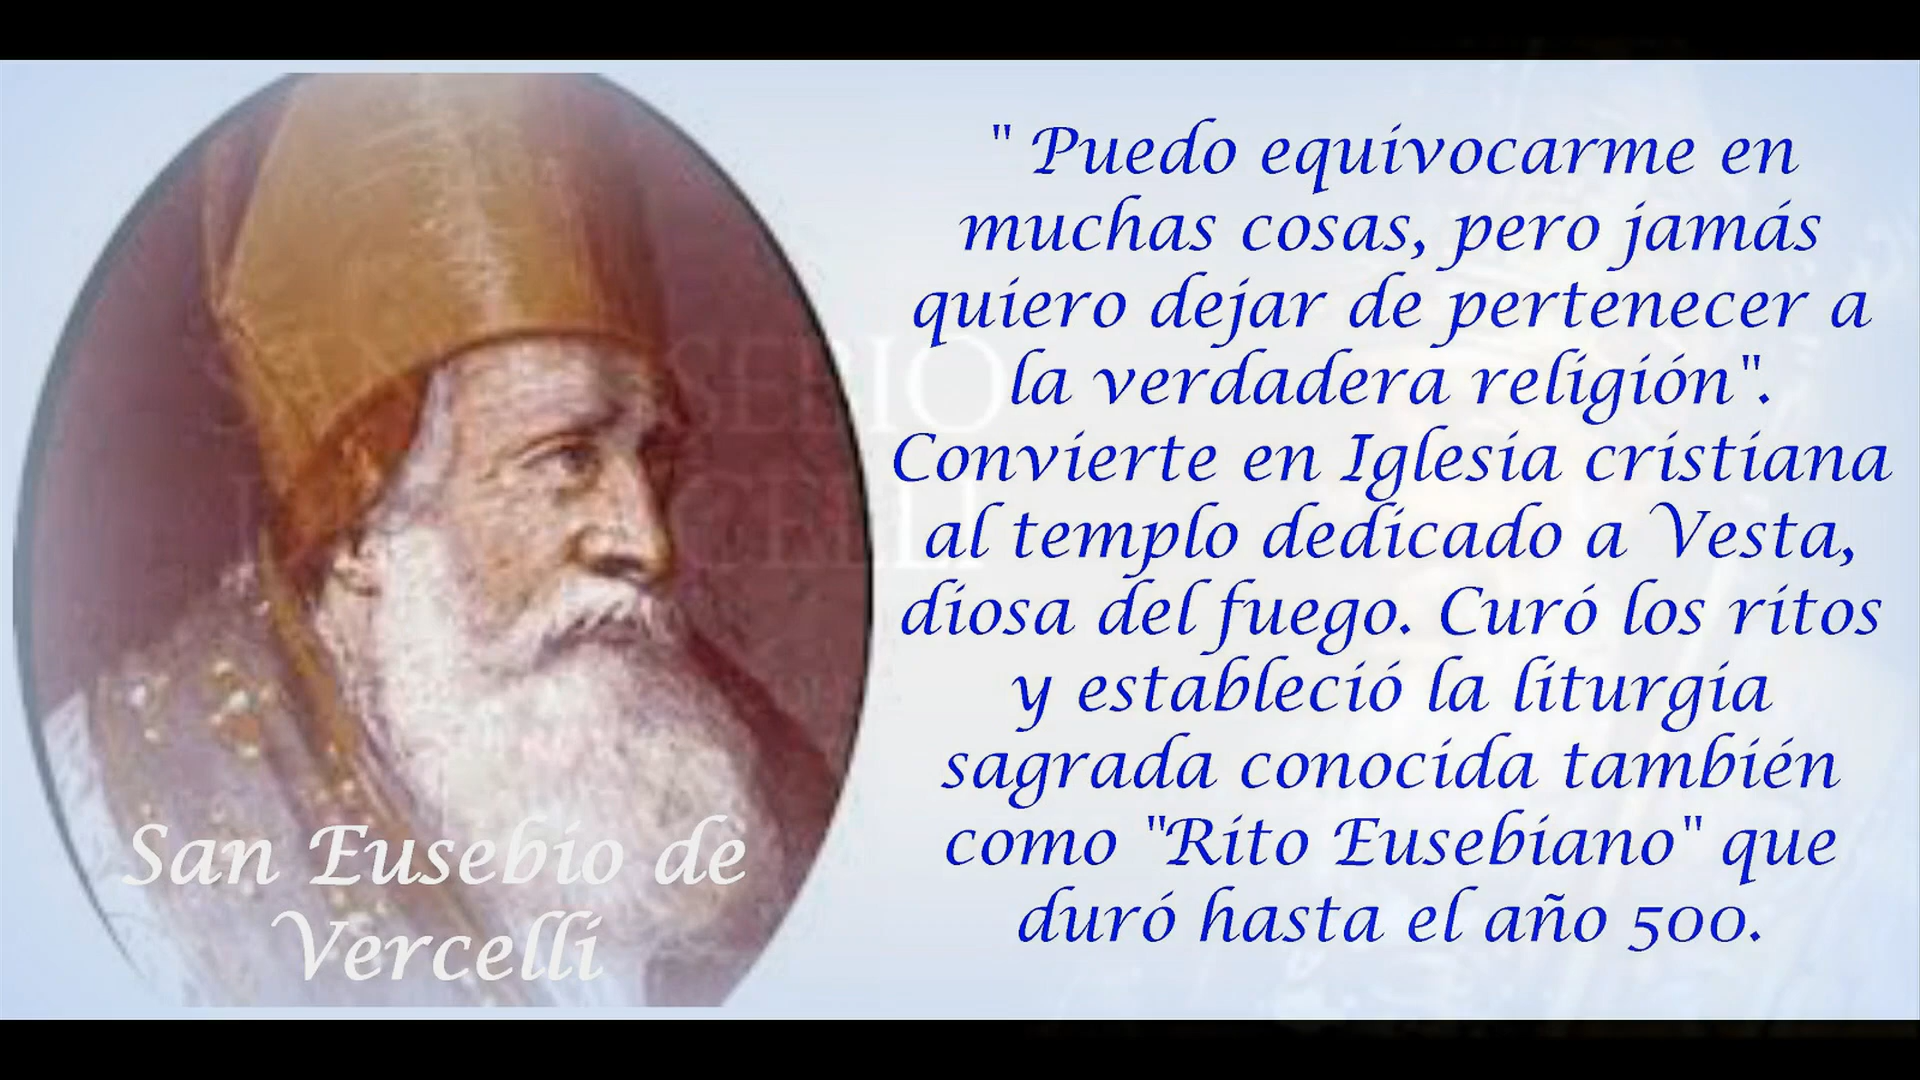 " Puedo equivocarme en
muchas cosas, pero jamás
quiero dejar de pertenecer a
la verdadera religión".
Convierte en Iglesia cristiana
al templo dedicado a Vesta,
diosa del fuego. Curó los ritos
y estableció la liturgia
sagrada conocida también
como "Rito Eusebiano" que
duró hasta el año 500.
San Eusebio de
Vercelli